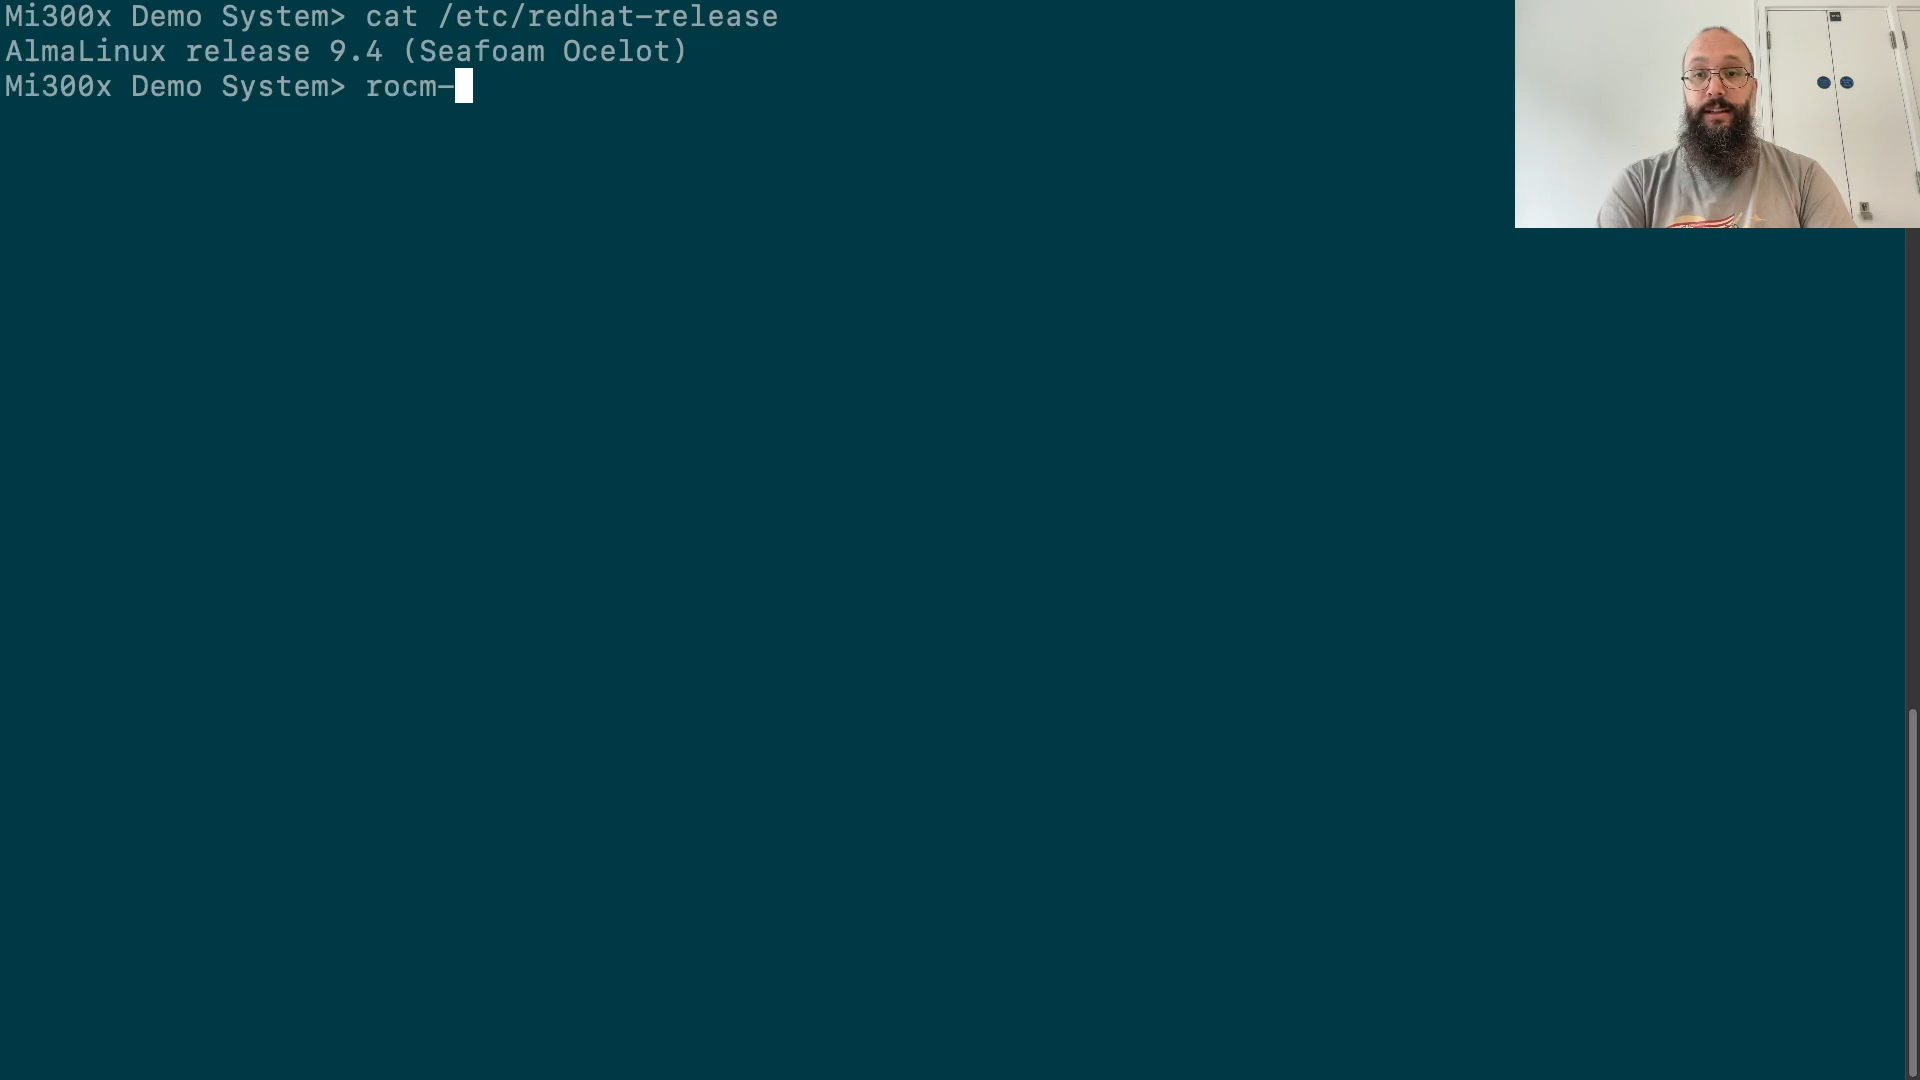 Mi300x Demo System> cat /etc/redhat-release
AlmaLinux release 9.4 (Seafoam Ocelot)
Mi300x Demo System> rocm-